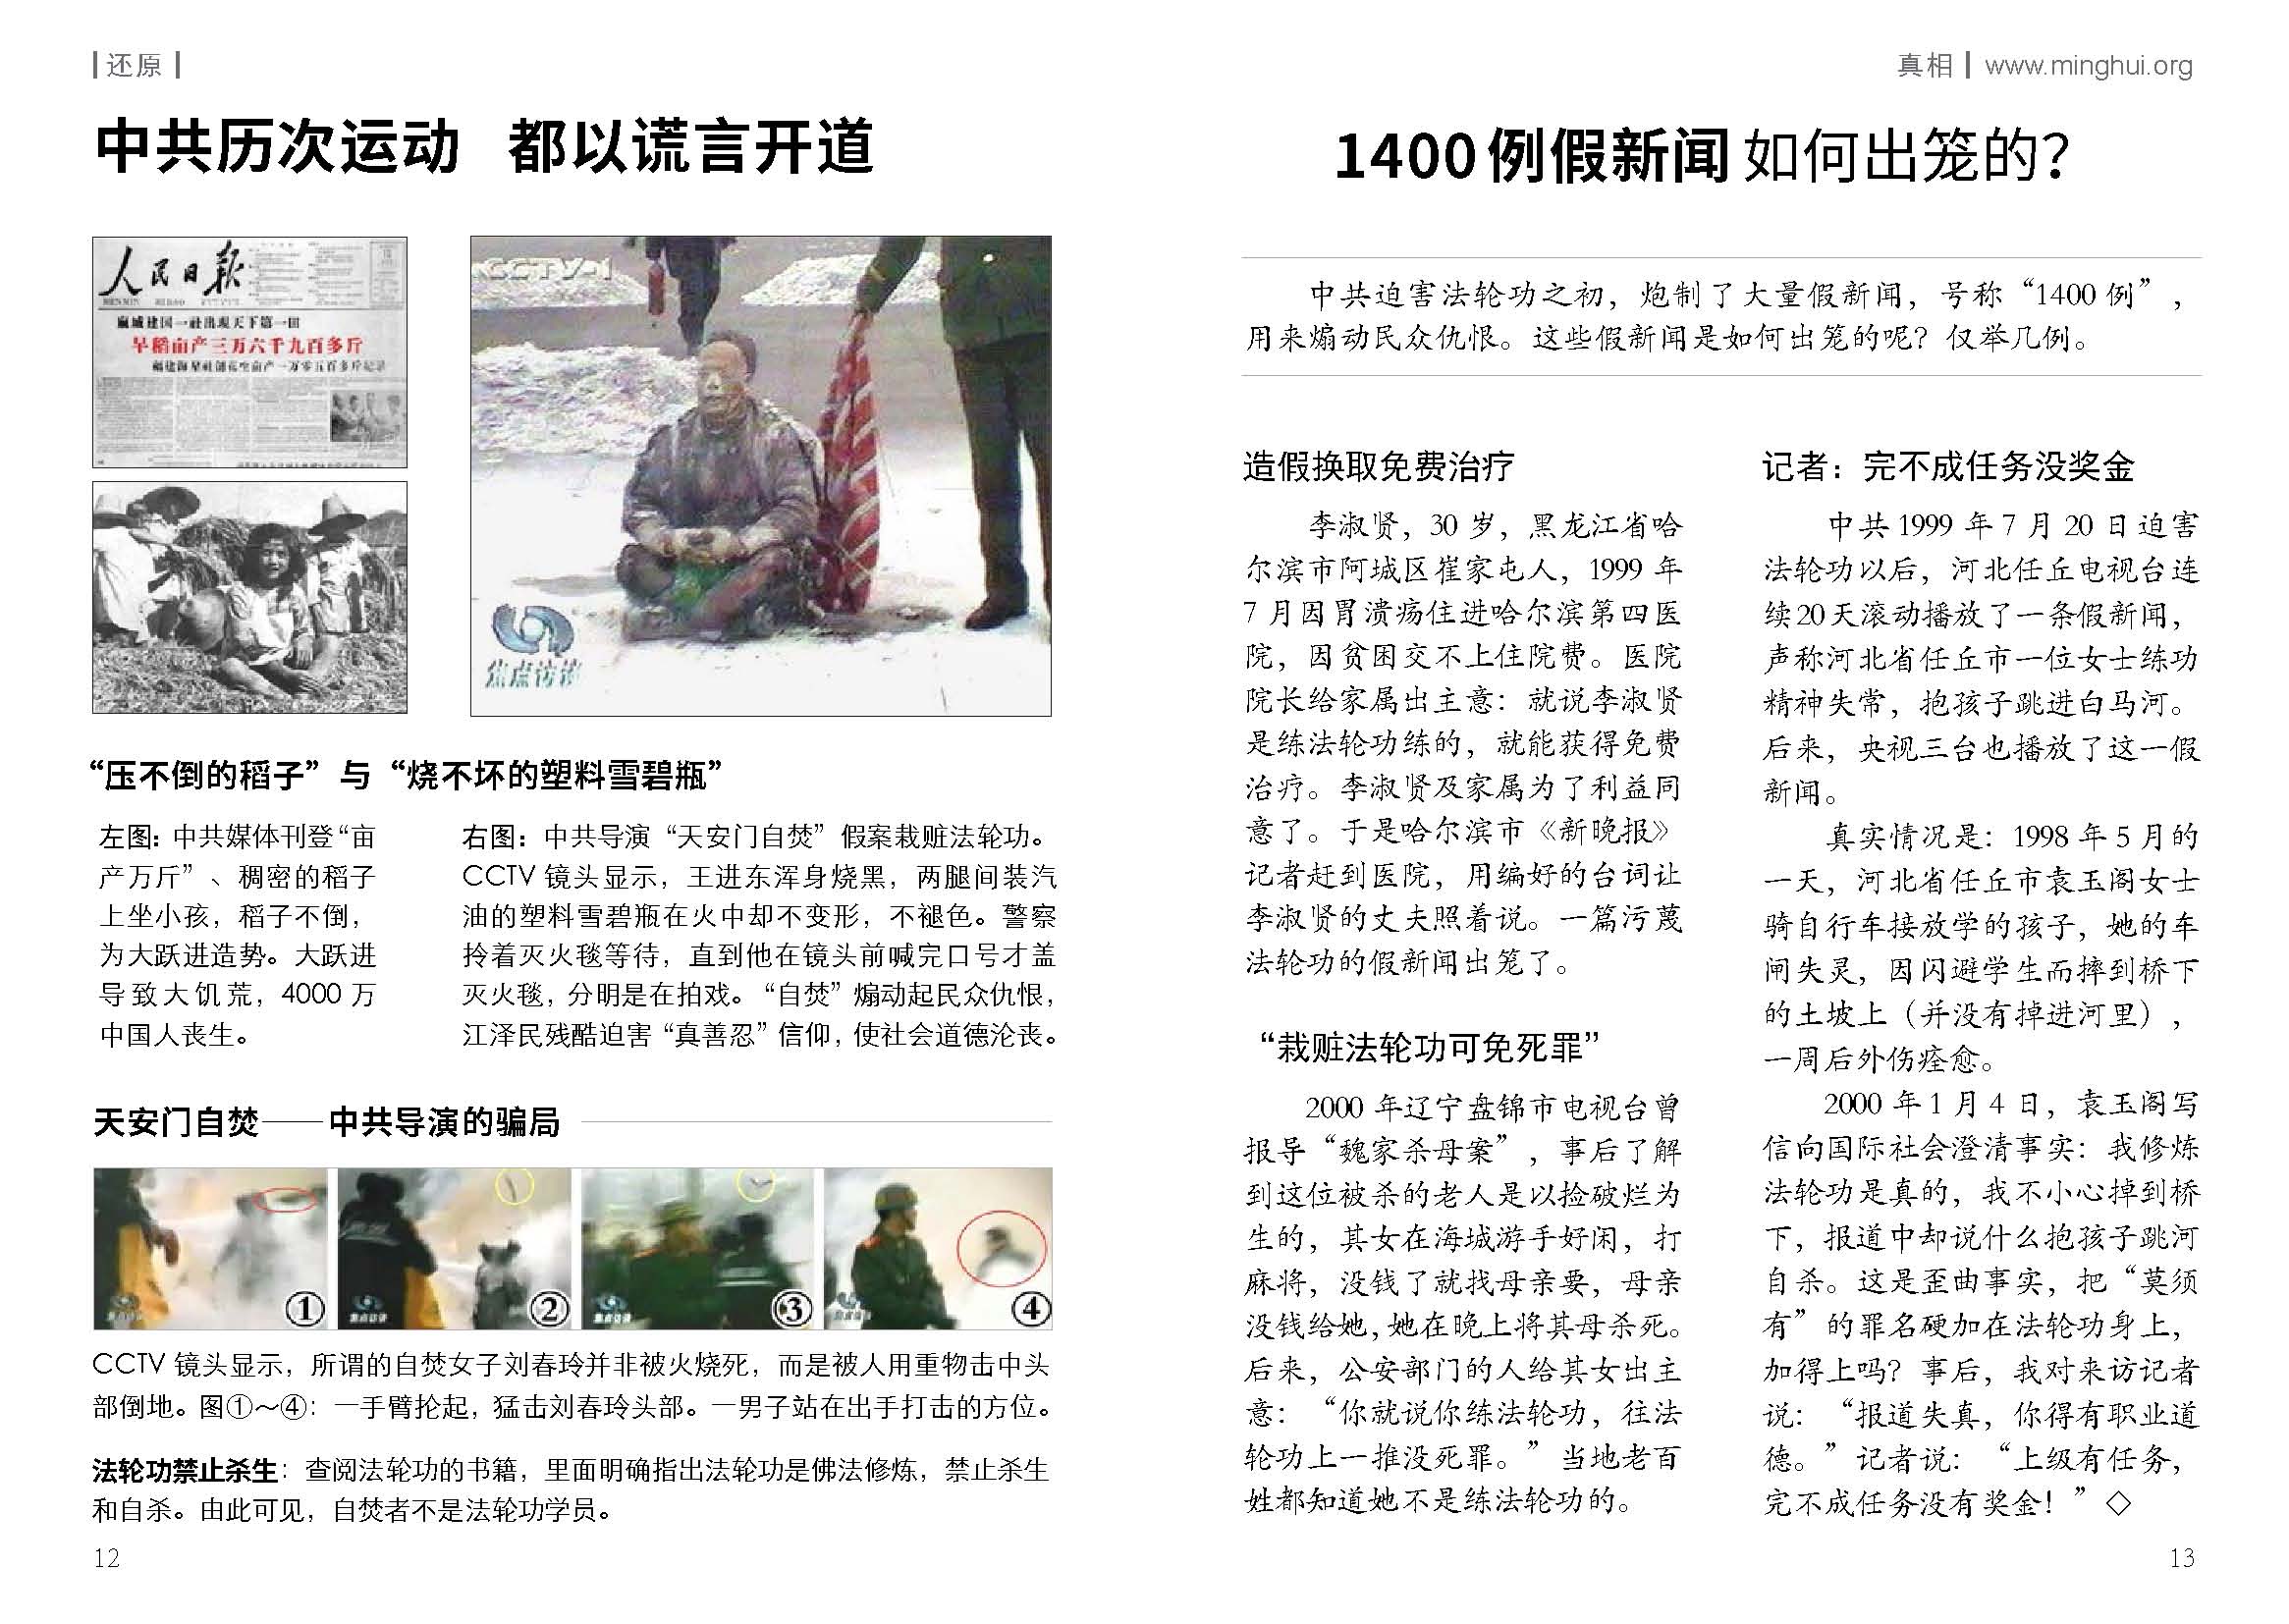 还原
中共历次运动 都以谎言开道
人民日报
麻城建国一社出现天下第一田
早稻亩产三万六千九百多斤
福建海星社创花生亩产一万零五百多斤纪录
CCTV-1
焦点访谈
“压不倒的稻子”与“烧不坏的塑料雪碧瓶”
左图：中共媒体刊登“亩
产万斤”、稠密的稻子
上坐小孩，稻子不倒，
为大跃进造势。大跃进
导致大饥荒，4000 万
中国人丧生。
右图：中共导演“天安门自焚”假案栽赃法轮功。
CCTV 镜头显示，王进东浑身烧黑，两腿间装汽
油的塑料雪碧瓶在火中却不变形，不褪色。警察
拎着灭火毯等待，直到他在镜头前喊完口号才盖
灭火毯，分明是在拍戏。“自焚”煽动起民众仇恨，
江泽民残酷迫害“真善忍”信仰，使社会道德沦丧。
天安门自焚——中共导演的骗局
①
②
③
④
焦点访谈
焦点访谈
焦点访谈
焦点访谈
CCTV 镜头显示，所谓的自焚女子刘春玲并非被火烧死，而是被人用重物击中头
部倒地。图①～④：一手臂抡起，猛击刘春玲头部。一男子站在出手打击的方位。
法轮功禁止杀生：查阅法轮功的书籍，里面明确指出法轮功是佛法修炼，禁止杀生
和自杀。由此可见，自焚者不是法轮功学员。
12
真相 www.minghui.org
1400例假新闻 如何出笼的？
中共迫害法轮功之初，炮制了大量假新闻，号称“1400 例”，
用来煽动民众仇恨。这些假新闻是如何出笼的呢？仅举几例。
造假换取免费治疗
李淑贤，30 岁，黑龙江省哈
尔滨市阿城区崔家屯人，1999 年
7 月因胃溃疡住进哈尔滨第四医
院，因贫困交不上住院费。医院
院长给家属出主意：就说李淑贤
是练法轮功练的，就能获得免费
治疗。李淑贤及家属为了利益同
意了。于是哈尔滨市《新晚报》
记者赶到医院，用编好的台词让
李淑贤的丈夫照着说。一篇污蔑
法轮功的假新闻出笼了。
“栽赃法轮功可免死罪”
2000 年辽宁盘锦市电视台曾
报导“魏家杀母案”，事后了解
到这位被杀的老人是以捡破烂为
生的，其女在海城游手好闲，打
麻将，没钱了就找母亲要，母亲
没钱给她，她在晚上将其母杀死。
后来，公安部门的人给其女出主
意：“你就说你练法轮功，往法
轮功上一推没死罪。”当地老百
姓都知道她不是练法轮功的。
记者：完不成任务没奖金
中共 1999 年 7 月 20 日迫害
法轮功以后，河北任丘电视台连
续20天滚动播放了一条假新闻，
声称河北省任丘市一位女士练功
精神失常，抱孩子跳进白马河。
后来，央视三台也播放了这一假
新闻。
真实情况是：1998 年 5 月的
一天，河北省任丘市袁玉阁女士
骑自行车接放学的孩子，她的车
闸失灵，因闪避学生而摔到桥下
的土坡上（并没有掉进河里），
一周后外伤痊愈。
2000 年 1 月 4 日，袁玉阁写
信向国际社会澄清事实：我修炼
法轮功是真的，我不小心掉到桥
下，报道中却说什么抱孩子跳河
自杀。这是歪曲事实，把“莫须
有”的罪名硬加在法轮功身上，
加得上吗？事后，我对来访记者
说：“报道失真，你得有职业道
德。”记者说：“上级有任务，
完不成任务没有奖金！”◇
13